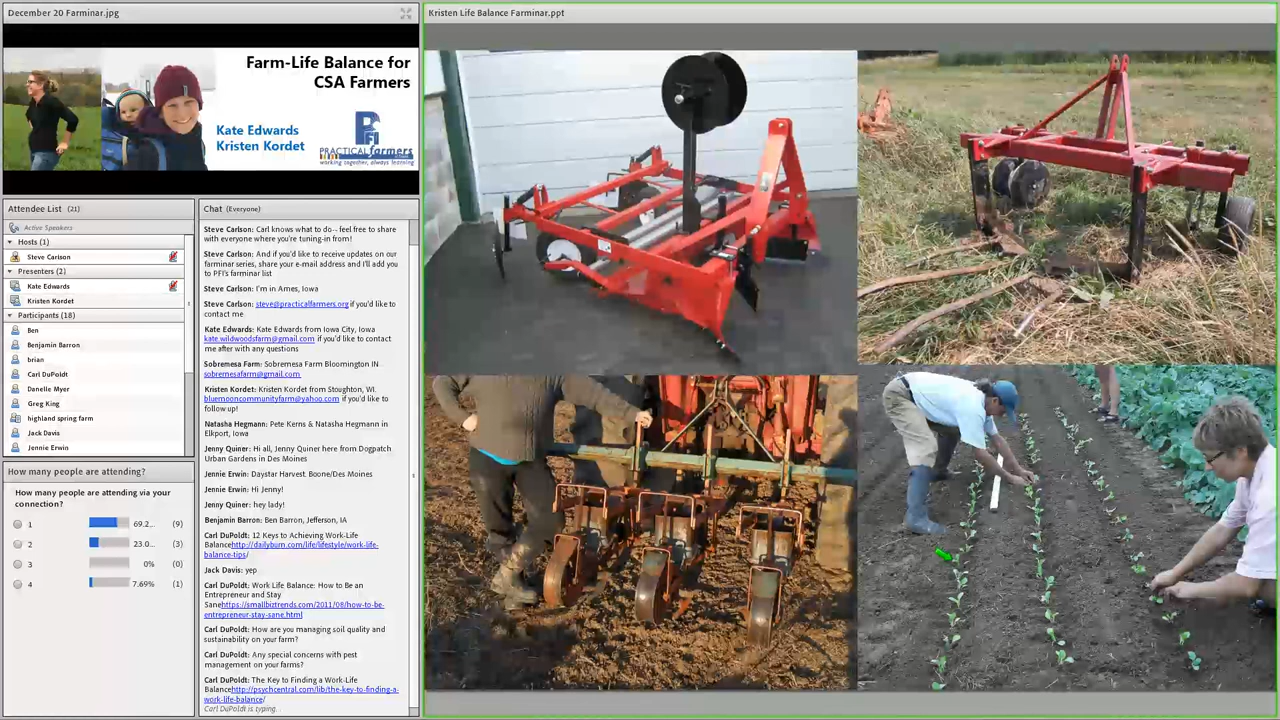 December 20 Farminar.jpg
Farm-Life Balance for
CSA Farmers
Kate Edwards
Kristen Kordet
PFI
PRACTICAL farmers
working together, always learning
Attendee List (21)
Active Speakers
Hosts (1)
Steve Carlson
Presenters (2)
Kate Edwards
Kristen Kordet
Participants (18)
Ben
Benjamin Barron
brian
Carl DuPoldt
Danelle Myer
Greg King
highland spring farm
Jack Davis
Jennie Erwin
How many people are attending?
How many people are attending via your
connection?
1 69.2... (9)
2 23.0... (3)
3 0% (0)
4 7.69% (1)
Chat (Everyone)
Steve Carlson: Carl knows what to do-- feel free to share
with everyone where you're tuning-in from!
Steve Carlson: And if you'd like to receive updates on our
farminar series, share your e-mail address and I'll add you
to PFI's farminar list
Steve Carlson: I'm in Ames, Iowa
Steve Carlson: steve@practicalfarmers.org if you'd like to
contact me
Kate Edwards: Kate Edwards from Iowa City, Iowa
kate.wildwoodsfarm@gmail.com if you'd like to contact
me after with any questions
Sobremesa Farm: Sobremesa Farm Bloomington IN
sobremesafarm@gmail.com
Kristen Kordet: Kristen Kordet from Stoughton, WI.
bluemooncommunityfarm@yahoo.com if you'd like to
follow up!
Natasha Hegmann: Pete Kerns & Natasha Hegmann in
Elkport, Iowa
Jenny Quiner: Hi all, Jenny Quiner here from Dogpatch
Urban Gardens in Des Moines
Jennie Erwin: Daystar Harvest, Boone/Des Moines
Jennie Erwin: Hi Jenny!
Jenny Quiner: hey lady!
Benjamin Barron: Ben Barron, Jefferson, IA
Carl DuPoldt: 12 Keys to Achieving Work-Life
Balancehttp://dailyburn.com/life/lifestyle/work-life-
balance-tips/
Jack Davis: yep
Carl DuPoldt: Work Life Balance: How to Be an
Entrepreneur and Stay
Sanehttps://smallbiztrends.com/2011/08/how-to-be-
entrepreneur-stay-sane.html
Carl DuPoldt: How are you managing soil quality and
sustainability on your farm?
Carl DuPoldt: Any special concerns with pest
management on your farms?
Carl DuPoldt: The Key to Finding a Work-Life
Balancehttp://psychcentral.com/lib/the-key-to-finding-a-
work-life-balance/
Carl DuPoldt is typing.
Kristen Life Balance Farminar.ppt